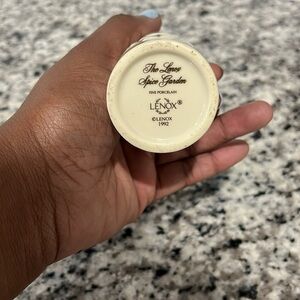 The Lenox
Spice Garden
FINE PORCELAIN
LENOX®
©LENOX
1992